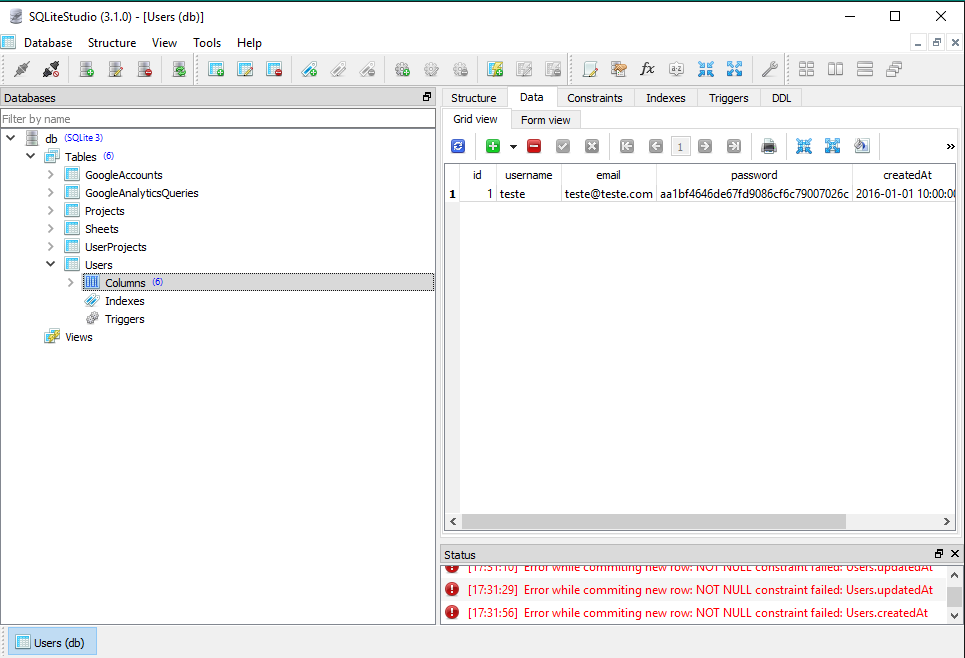 SQLiteStudio (3.1.0) - [Users (db)]
Database Structure View Tools Help
Databases
Filter by name
db (SQLite 3)
Tables (6)
GoogleAccounts
GoogleAnalyticsQueries
Projects
Sheets
UserProjects
Users
Columns (6)
Indexes
Triggers
Views
Structure Data Constraints Indexes Triggers DDL
Grid view Form view
1
id username email password createdAt
1 1 teste teste@teste.com aa1bf4646de67fd9086cf6c79007026c 2016-01-01 10:00:00
Status
[17:31:10] Error while commiting new row: NOT NULL constraint failed: Users.updatedAt
[17:31:29] Error while commiting new row: NOT NULL constraint failed: Users.updatedAt
[17:31:56] Error while commiting new row: NOT NULL constraint failed: Users.createdAt
Users (db)